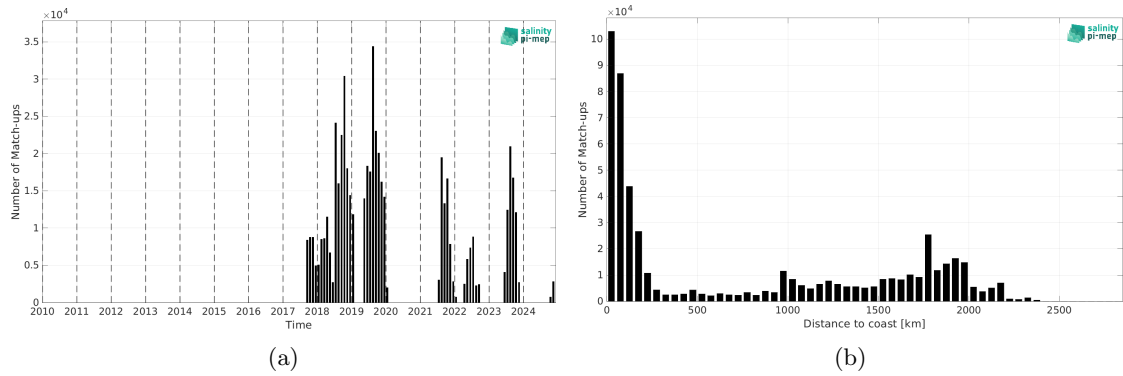 ×10⁴
salinity
pi-mep
3.5
3
2.5
2
1.5
1
0.5
0
Number of Match-ups
2010 2011 2012 2013 2014 2015 2016 2017 2018 2019 2020 2021 2022 2023 2024
Time
(a)
×10⁴
salinity
pi-mep
10
9
8
7
6
5
4
3
2
1
0
Number of Match-ups
0 500 1000 1500 2000 2500
Distance to coast [km]
(b)